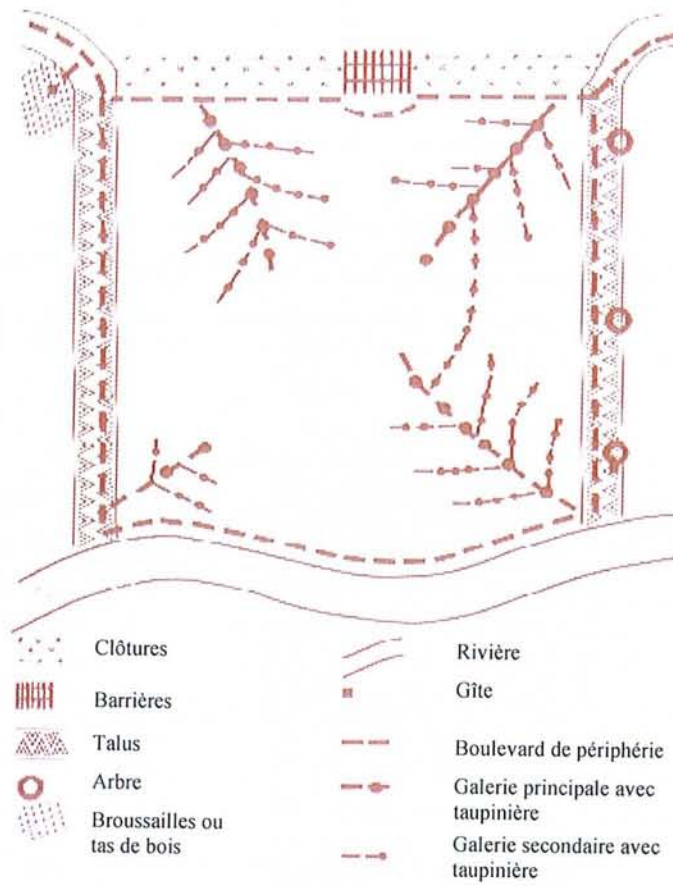 Clôtures
Barrières
Talus
Arbre
Broussailles ou
tas de bois
Rivière
Gîte
Boulevard de périphérie
Galerie principale avec
taupinière
Galerie secondaire avec
taupinière